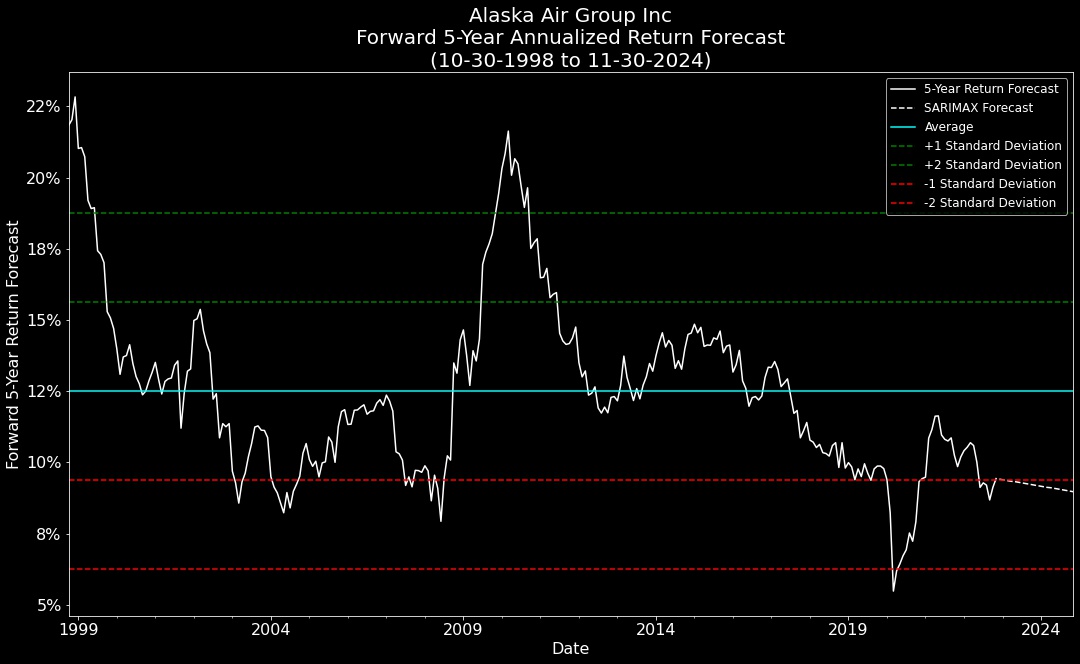 Alaska Air Group Inc
Forward 5-Year Annualized Return Forecast
(10-30-1998 to 11-30-2024)
5-Year Return Forecast
SARIMAX Forecast
Average
+1 Standard Deviation
+2 Standard Deviation
-1 Standard Deviation
-2 Standard Deviation
Forward 5-Year Return Forecast
22%
20%
18%
15%
12%
10%
8%
5%
1999
2004
2009
2014
2019
2024
Date